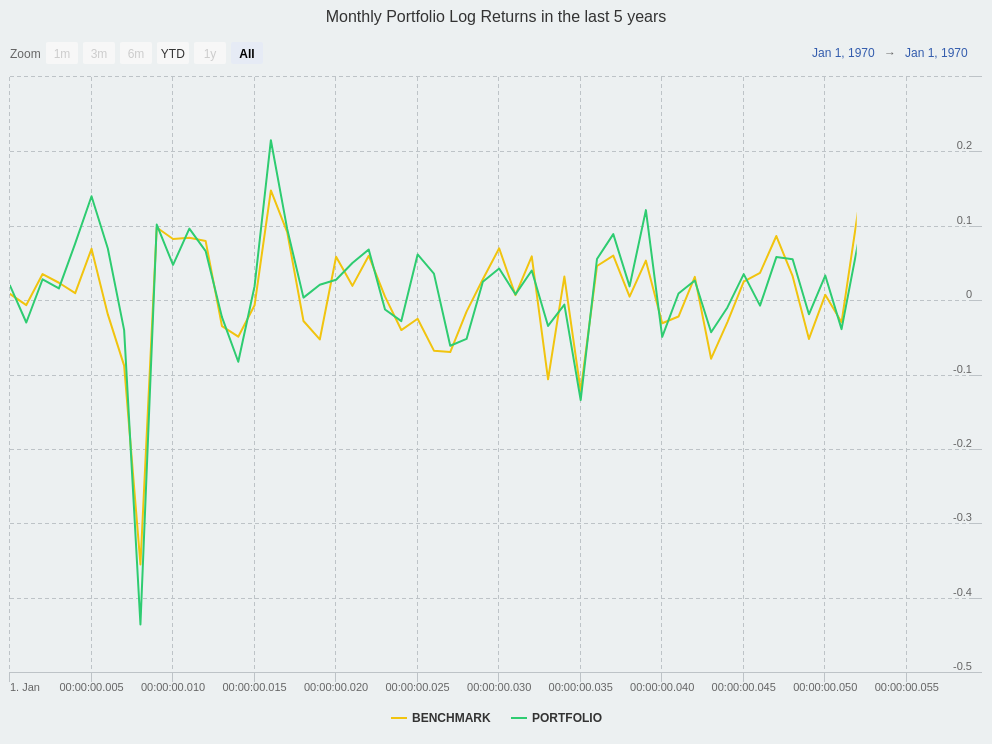 Monthly Portfolio Log Returns in the last 5 years
Zoom 1m 3m 6m YTD 1y All Jan 1, 1970 → Jan 1, 1970
0.2
0.1
0
-0.1
-0.2
-0.3
-0.4
-0.5
1. Jan 00:00:00.005 00:00:00.010 00:00:00.015 00:00:00.020 00:00:00.025 00:00:00.030 00:00:00.035 00:00:00.040 00:00:00.045 00:00:00.050 00:00:00.055
BENCHMARK PORTFOLIO